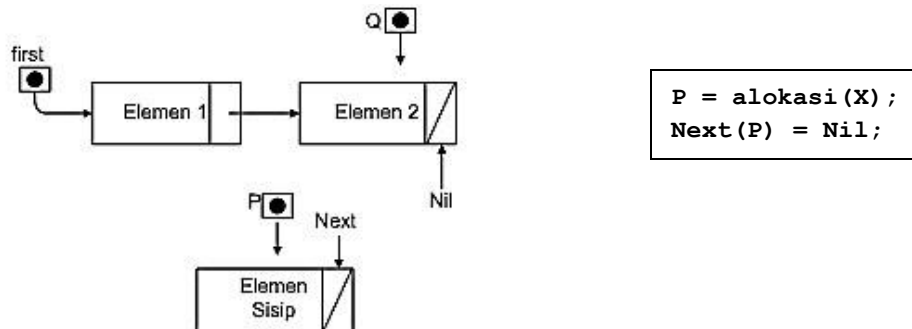 Q
first
Elemen 1
Elemen 2
P = alokasi(X);
Next(P) = Nil;
Nil
P
Next
Elemen
Sisip